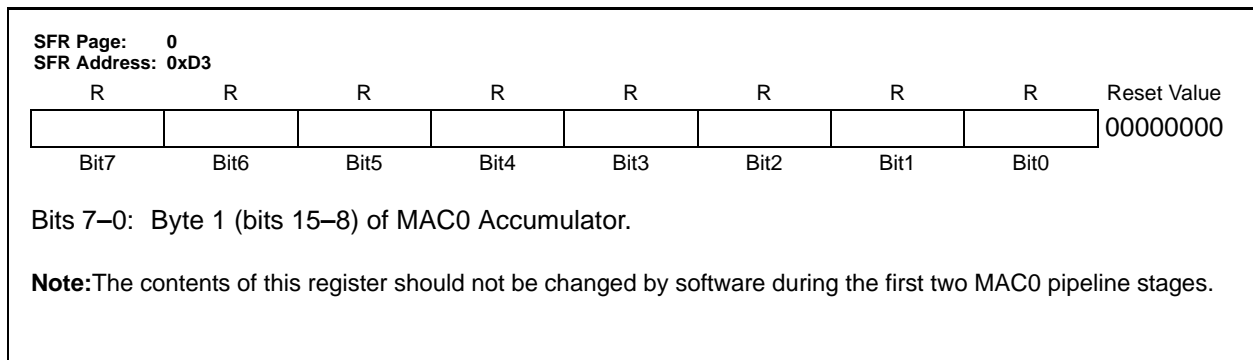 SFR Page: 0
SFR Address: 0xD3
R R R R R R R R Reset Value
00000000
Bit7 Bit6 Bit5 Bit4 Bit3 Bit2 Bit1 Bit0
Bits 7–0: Byte 1 (bits 15–8) of MAC0 Accumulator.
Note:The contents of this register should not be changed by software during the first two MAC0 pipeline stages.